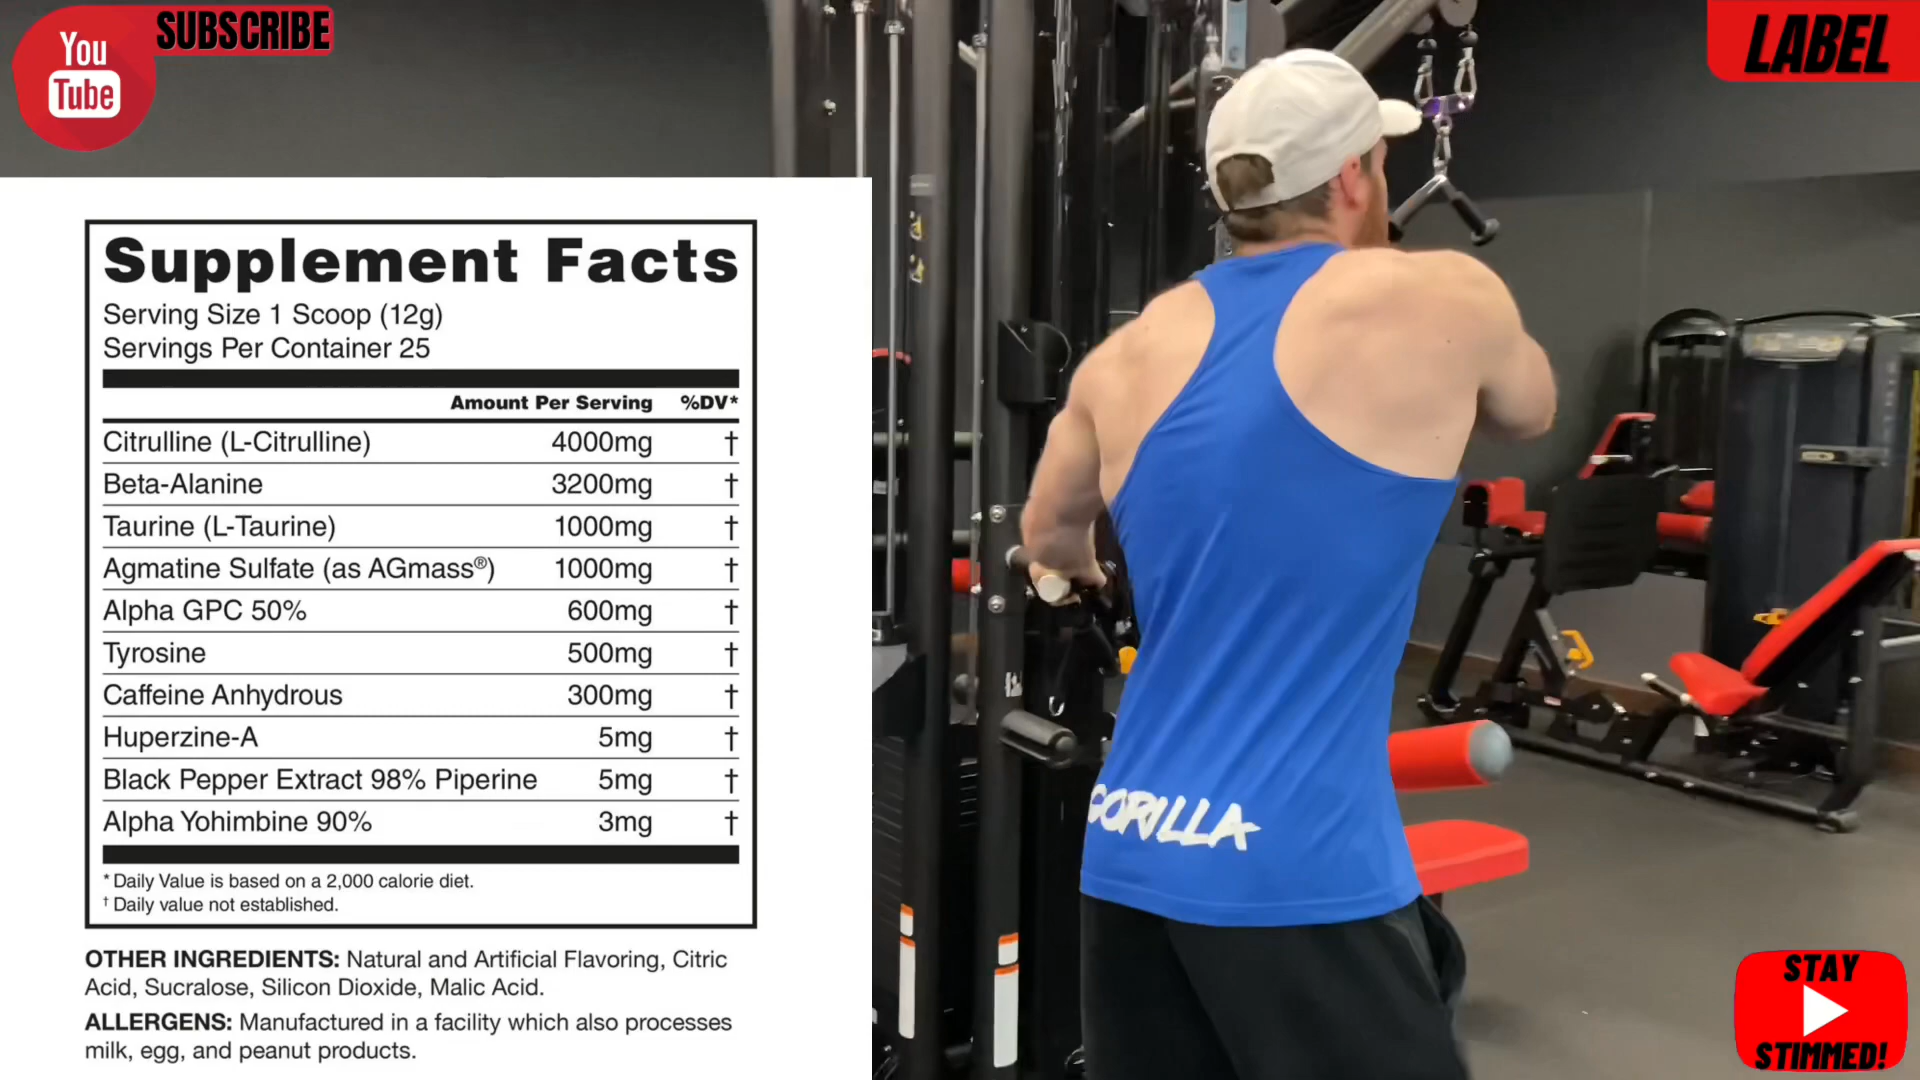 You
Tube
SUBSCRIBE
LABEL
Supplement Facts
Serving Size 1 Scoop (12g)
Servings Per Container 25
Amount Per Serving %DV*
Citrulline (L-Citrulline) 4000mg †
Beta-Alanine 3200mg †
Taurine (L-Taurine) 1000mg †
Agmatine Sulfate (as AGmass®) 1000mg †
Alpha GPC 50% 600mg †
Tyrosine 500mg †
Caffeine Anhydrous 300mg †
Huperzine-A 5mg †
Black Pepper Extract 98% Piperine 5mg †
Alpha Yohimbine 90% 3mg †
* Daily Value is based on a 2,000 calorie diet.
† Daily value not established.
OTHER INGREDIENTS: Natural and Artificial Flavoring, Citric
Acid, Sucralose, Silicon Dioxide, Malic Acid.
ALLERGENS: Manufactured in a facility which also processes
milk, egg, and peanut products.
GORILLA
STAY
STIMMED!